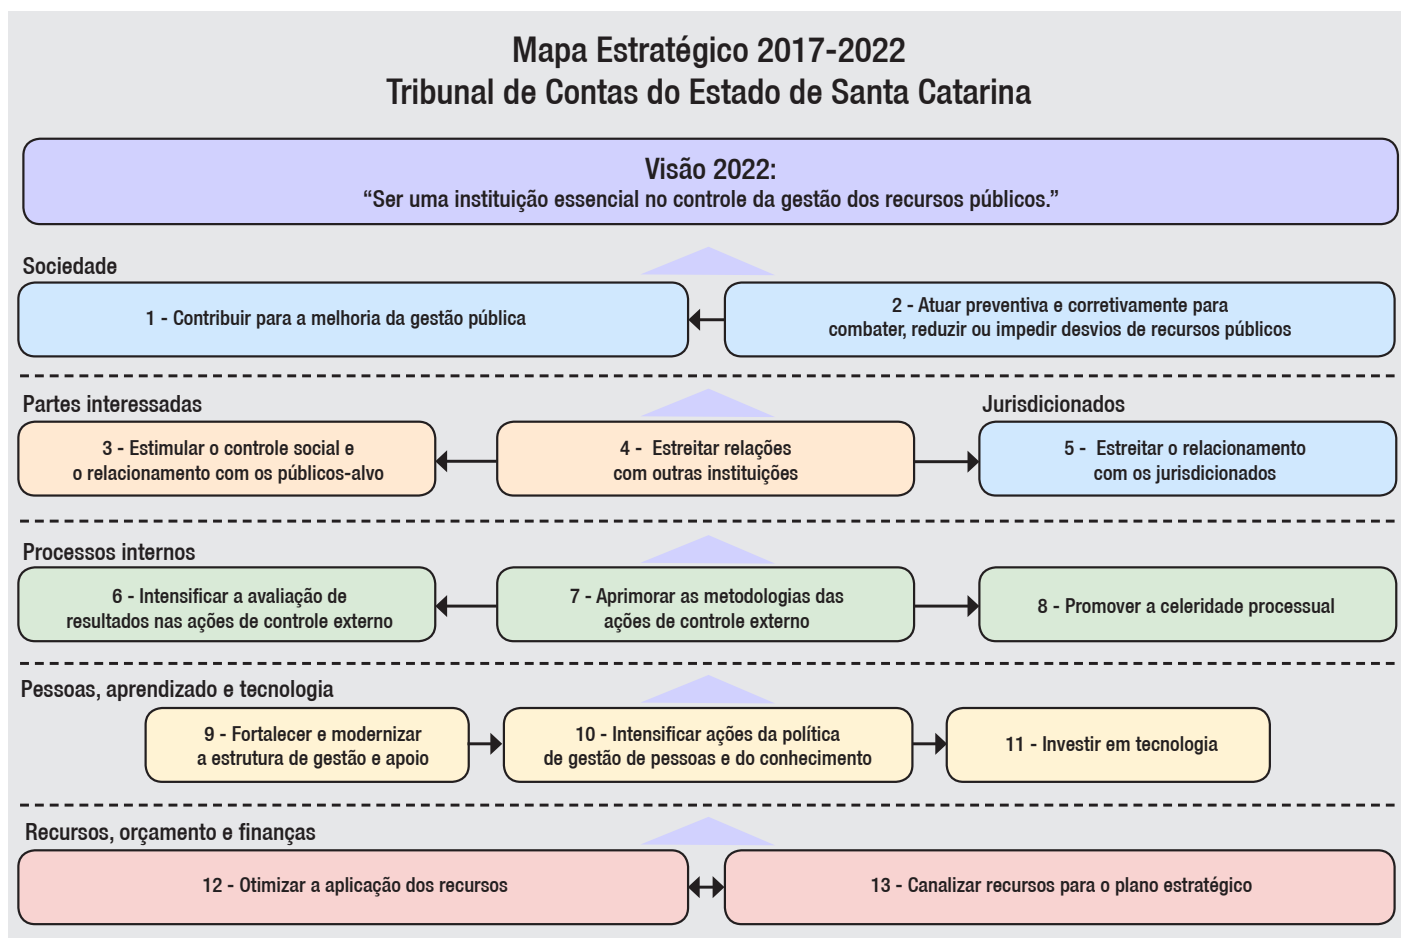 Mapa Estratégico 2017-2022
Tribunal de Contas do Estado de Santa Catarina
Visão 2022:
“Ser uma instituição essencial no controle da gestão dos recursos públicos.”
Sociedade
1 - Contribuir para a melhoria da gestão pública
2 - Atuar preventiva e corretivamente para
combater, reduzir ou impedir desvios de recursos públicos
Partes interessadas
Jurisdicionados
3 - Estimular o controle social e
o relacionamento com os públicos-alvo
4 -  Estreitar relações
com outras instituições
5 -  Estreitar o relacionamento
com os jurisdicionados
Processos internos
6 - Intensificar a avaliação de
resultados nas ações de controle externo
7 - Aprimorar as metodologias das
ações de controle externo
8 - Promover a celeridade processual
Pessoas, aprendizado e tecnologia
9 - Fortalecer e modernizar
a estrutura de gestão e apoio
10 - Intensificar ações da política
de gestão de pessoas e do conhecimento
11 - Investir em tecnologia
Recursos, orçamento e finanças
12 - Otimizar a aplicação dos recursos
13 - Canalizar recursos para o plano estratégico